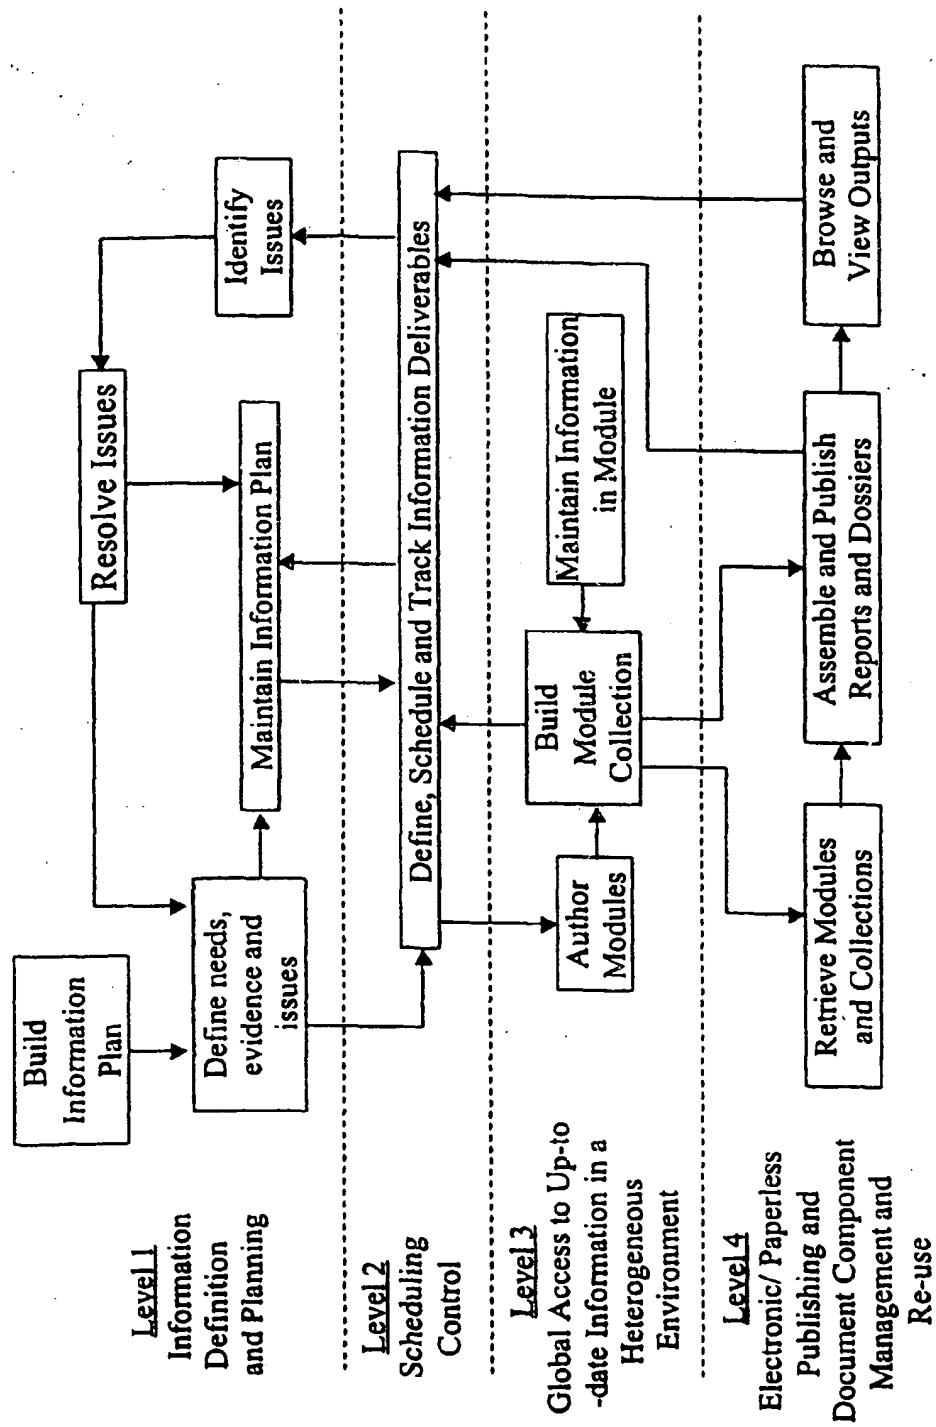 Level 1
Information
Definition
and Planning
Build
Information
Plan
Define needs,
evidence and
issues
Resolve Issues
Maintain Information Plan
Identify
Issues
Level 2
Scheduling
Control
Define, Schedule and Track Information Deliverables
Level 3
Global Access to Up-to
-date Information in a
Heterogeneous
Environment
Author
Modules
Build
Module
Collection
Maintain Information
in Module
Level 4
Electronic/ Paperless
Publishing and
Document Component
Management and
Re-use
Retrieve Modules
and Collections
Assemble and Publish
Reports and Dossiers
Browse and
View Outputs